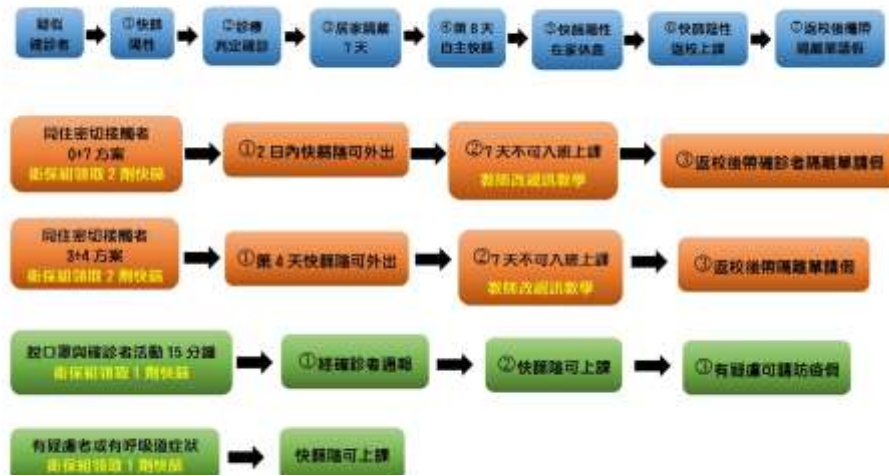 疑似
確診者
①快篩
陽性
②診療
判定確診
③居家隔離
7 天
④第 8 天
自主快篩
⑤快篩陽性
在家休息
⑥快篩陰性
返校上課
⑦返校後攜帶
隔離單請假
同住密切接觸者
0+7 方案
衛保組領取 2 劑快篩
①2 日內快篩陰可外出
②7 天不可入班上課
教師改視訊教學
③返校後帶確診者隔離單請假
同住密切接觸者
3+4 方案
衛保組領取 2 劑快篩
①第 4 天快篩陰可外出
②7 天不可入班上課
教師改視訊教學
③返校後帶隔離單請假
脫口罩與確診者活動 15 分鐘
衛保組領取 1 劑快篩
①經確診者通報
②快篩陰可上課
③有疑慮可請防疫假
有疑慮者或有呼吸道症狀
衛保組領取 1 劑快篩
快篩陰可上課